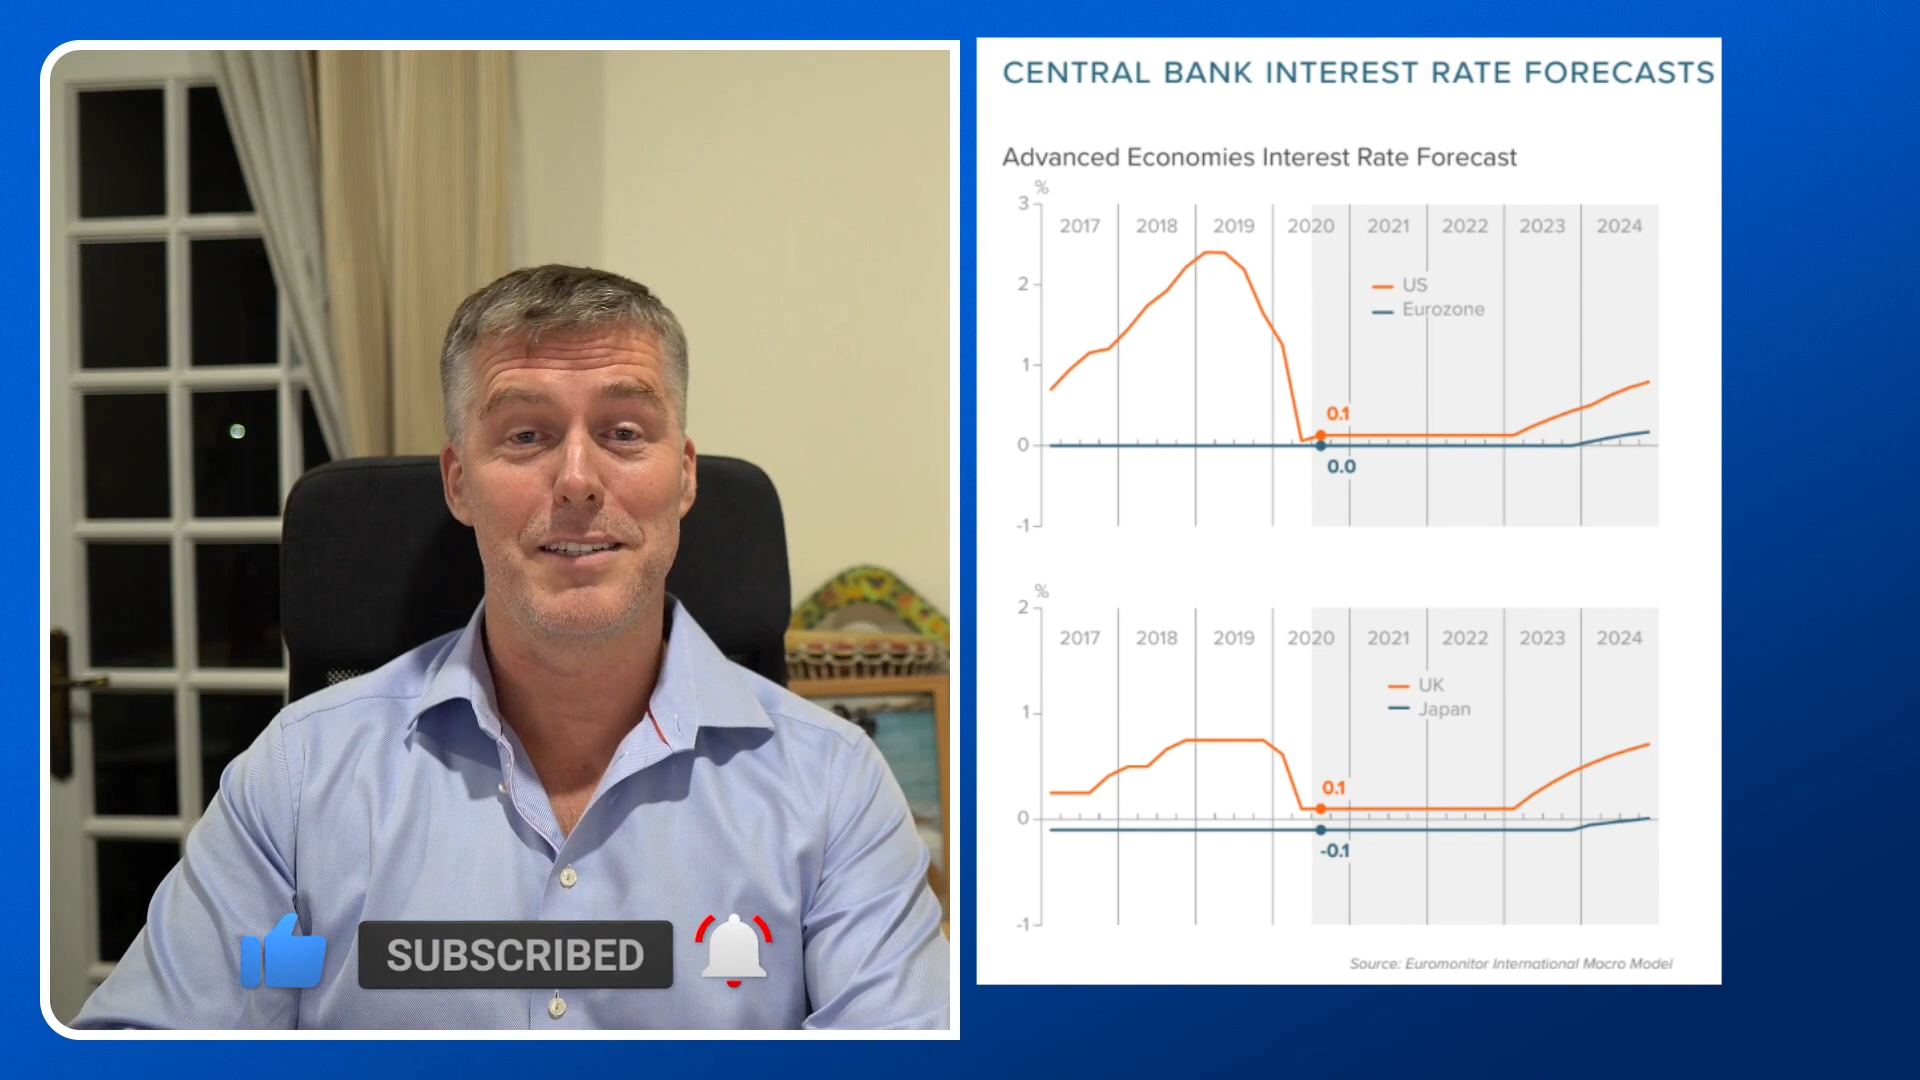 CENTRAL BANK INTEREST RATE FORECASTS
Advanced Economies Interest Rate Forecast
%
3
2017 2018 2019 2020 2021 2022 2023 2024
2
US
Eurozone
1
0.1
0
0.0
-1
%
2
2017 2018 2019 2020 2021 2022 2023 2024
UK
1
Japan
0.1
0
-0.1
-1
Source: Euromonitor International Macro Model
SUBSCRIBED